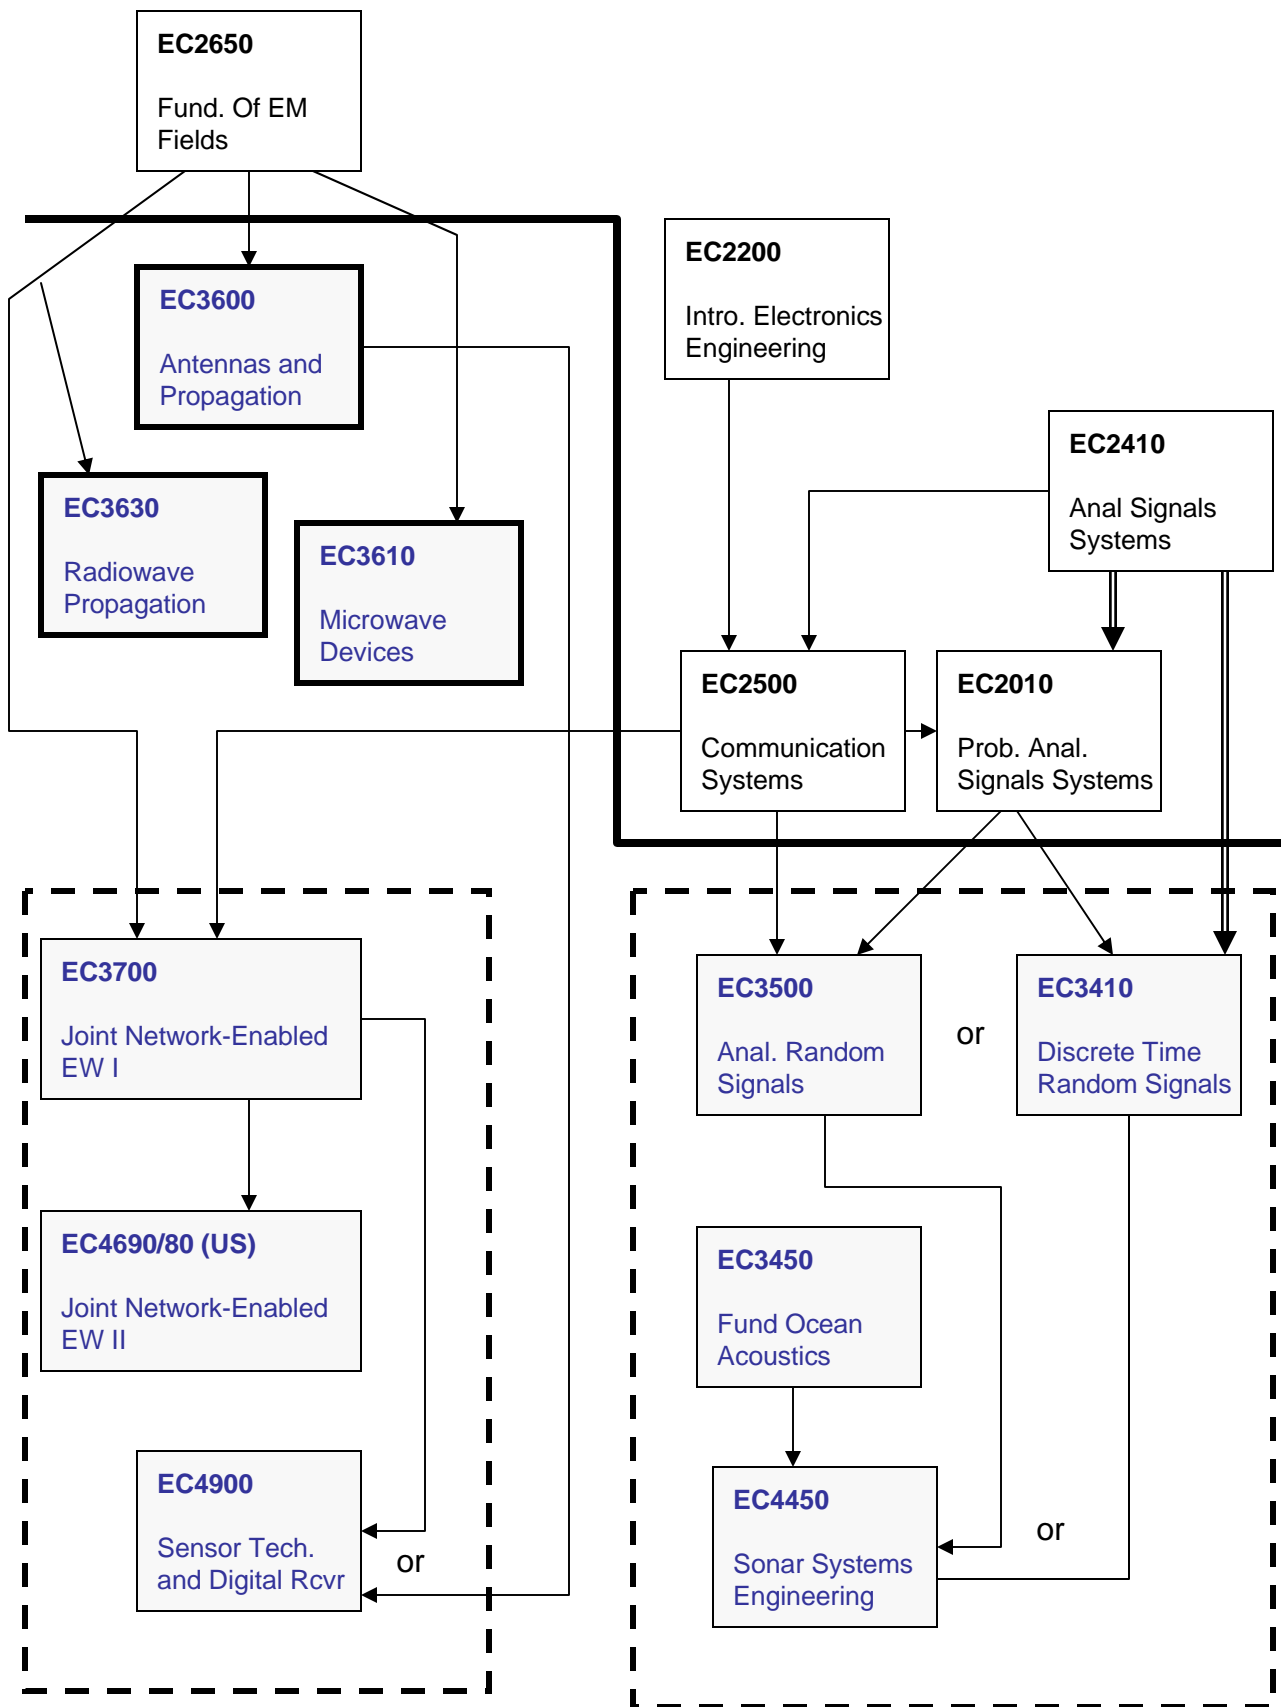 EC2650
Fund. Of EM
Fields
EC2200
Intro. Electronics
Engineering
EC3600
Antennas and
Propagation
EC2410
Anal Signals
Systems
EC3630
Radiowave
Propagation
EC3610
Microwave
Devices
EC2500
Communication
Systems
EC2010
Prob. Anal.
Signals Systems
EC3700
Joint Network-Enabled
EW I
EC3500
Anal. Random
Signals
or
EC3410
Discrete Time
Random Signals
EC4690/80 (US)
Joint Network-Enabled
EW II
EC3450
Fund Ocean
Acoustics
EC4900
Sensor Tech.
and Digital Rcvr
or
EC4450
Sonar Systems
Engineering
or